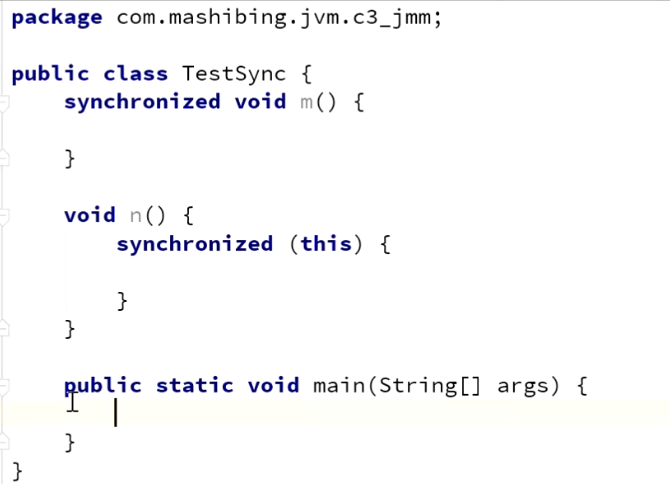 package com.mashibing.jvm.c3_jmm;
public class TestSync {
synchronized void m() {
}
void n() {
synchronized (this) {
}
}
public static void main(String[] args) {
}
}